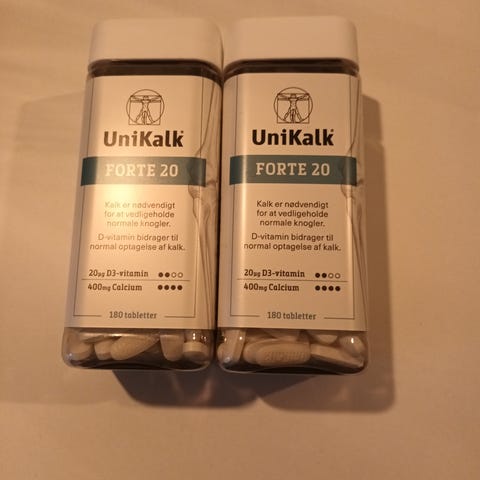 UniKalk
FORTE 20
Kalk er nødvendigt
for at vedligeholde
normale knogler.
D-vitamin bidrager til
normal optagelse af kalk.
20µg D3-vitamin
400mg Calcium
180 tabletter
UniKalk
FORTE 20
Kalk er nødvendigt
for at vedligeholde
normale knogler.
D-vitamin bidrager til
normal optagelse af kalk.
20µg D3-vitamin
400mg Calcium
180 tabletter